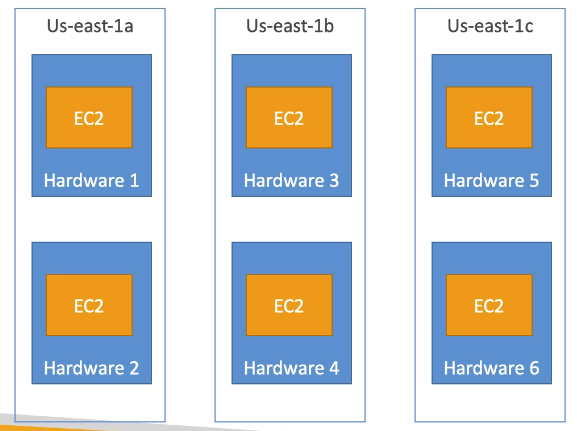 Us-east-1a
EC2
Hardware 1
EC2
Hardware 2
Us-east-1b
EC2
Hardware 3
EC2
Hardware 4
Us-east-1c
EC2
Hardware 5
EC2
Hardware 6